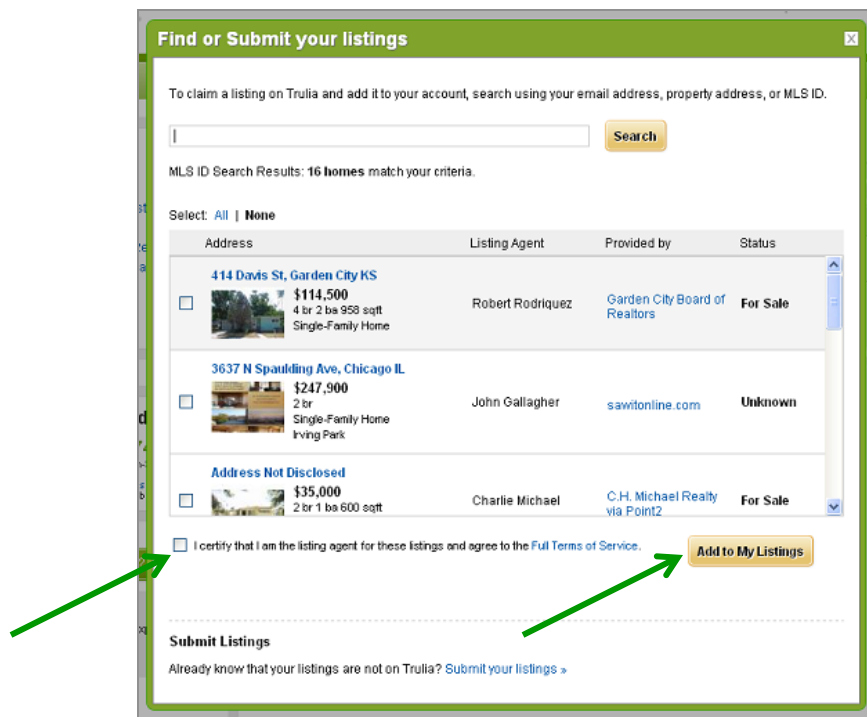 Find or Submit your listings
To claim a listing on Trulia and add it to your account, search using your email address, property address, or MLS ID.
Search
MLS ID Search Results: 16 homes match your criteria.
Select: All | None
Address Listing Agent Provided by Status
414 Davis St, Garden City KS
$114,500
4 br 2 ba 958 sqft
Single-Family Home
Robert Rodriquez
Garden City Board of
Realtors
For Sale
3637 N Spaulding Ave, Chicago IL
$247,900
2 br
Single-Family Home
Irving Park
John Gallagher
sawitonline.com
Unknown
Address Not Disclosed
$35,000
2 br 1 ba 600 sqft
Charlie Michael
C.H. Michael Realty
via Point2
For Sale
I certify that I am the listing agent for these listings and agree to the Full Terms of Service.
Add to My Listings
Submit Listings
Already know that your listings are not on Trulia? Submit your listings »